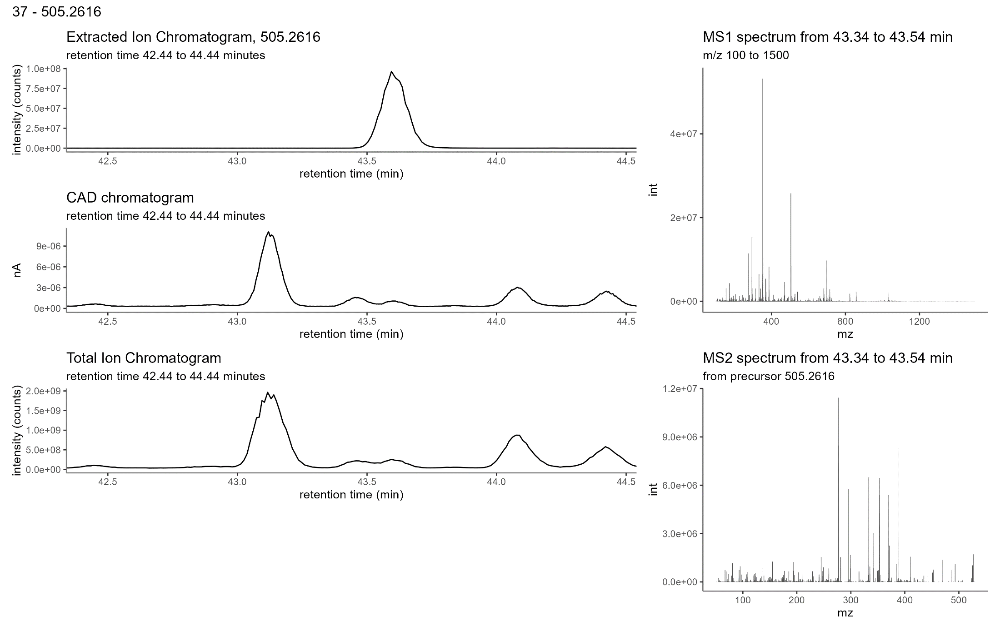 37 - 505.2616
Extracted Ion Chromatogram, 505.2616
retention time 42.44 to 44.44 minutes
intensity (counts)
1.0e+08
7.5e+07
5.0e+07
2.5e+07
0.0e+00
42.5 43.0 43.5 44.0 44.5
retention time (min)
CAD chromatogram
retention time 42.44 to 44.44 minutes
nA
9e-06
6e-06
3e-06
0e+00
42.5 43.0 43.5 44.0 44.5
retention time (min)
Total Ion Chromatogram
retention time 42.44 to 44.44 minutes
intensity (counts)
2.0e+09
1.5e+09
1.0e+09
5.0e+08
0.0e+00
42.5 43.0 43.5 44.0 44.5
retention time (min)
MS1 spectrum from 43.34 to 43.54 min
m/z 100 to 1500
int
4e+07
2e+07
0e+00
400 800 1200
mz
MS2 spectrum from 43.34 to 43.54 min
from precursor 505.2616
int
1.2e+07
9.0e+06
6.0e+06
3.0e+06
0.0e+00
100 200 300 400 500
mz